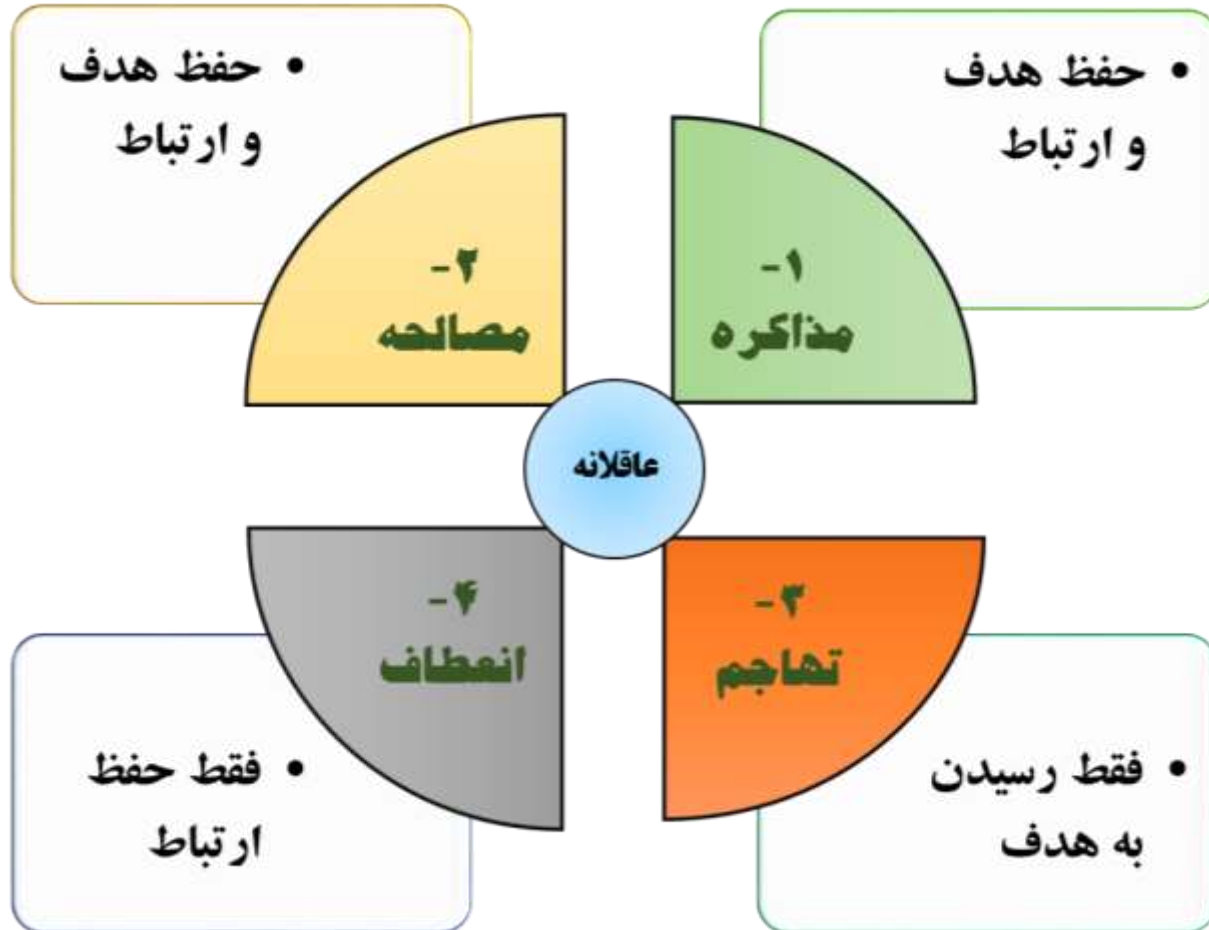 • حفظ هدف
و ارتباط
• حفظ هدف
و ارتباط
۱-
مذاکره
۲-
مصالحه
عاقلانه
۳-
تهاجم
۴-
انعطاف
• فقط رسیدن
به هدف
• فقط حفظ
ارتباط